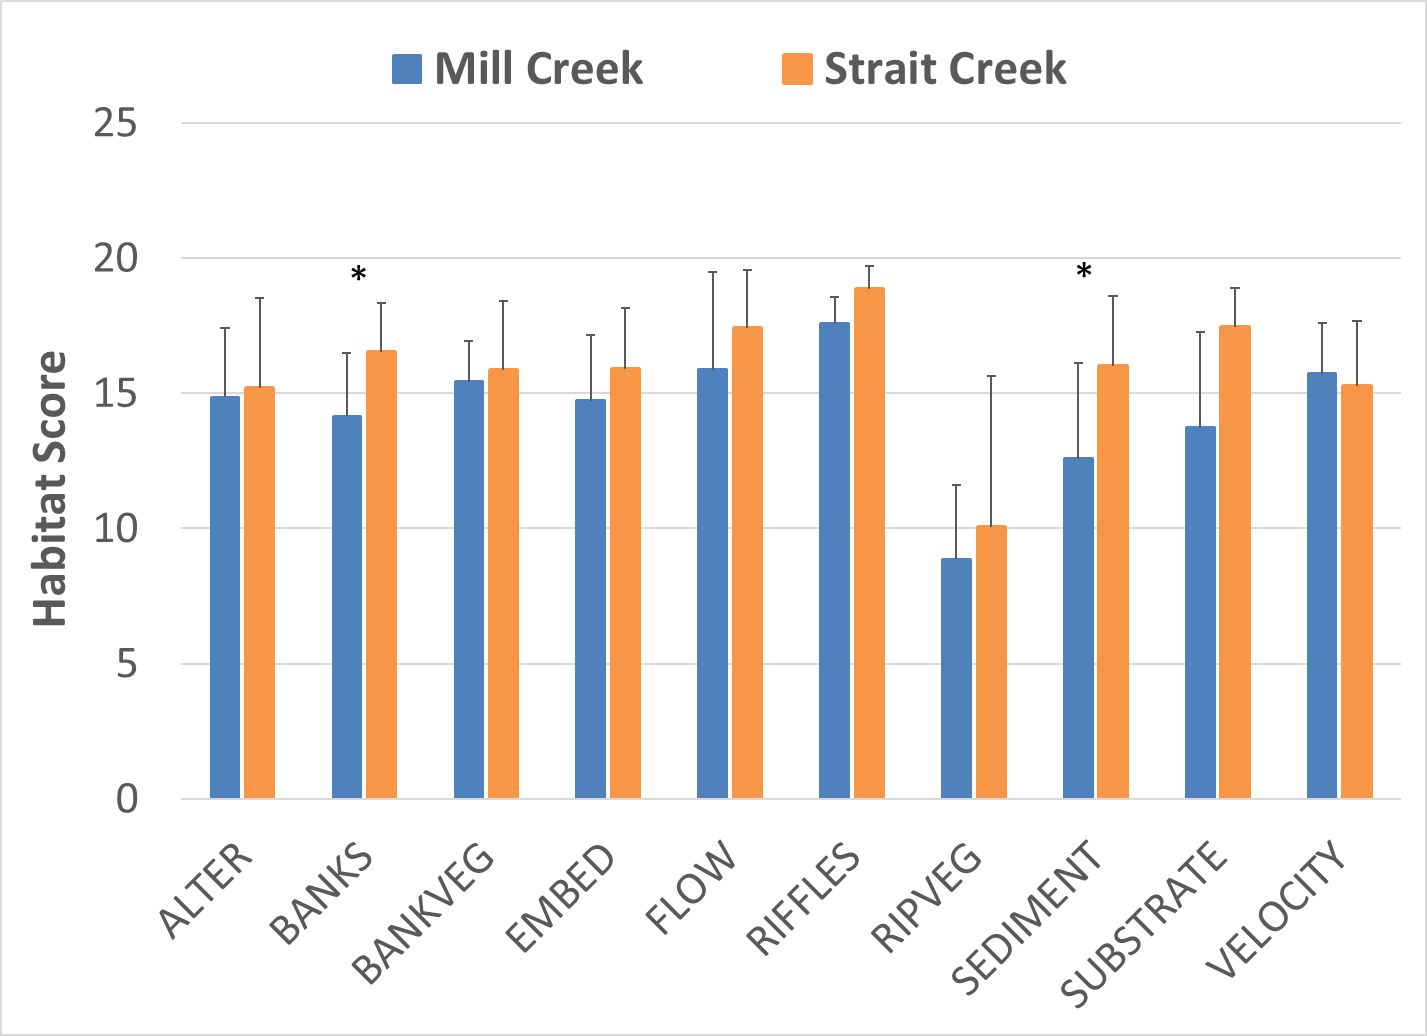 Mill Creek Strait Creek
25
20
* *
15
10
5
0
Habitat Score
ALTER BANKS BANKVEG EMBED FLOW RIFFLES RIPVEG SEDIMENT SUBSTRATE VELOCITY